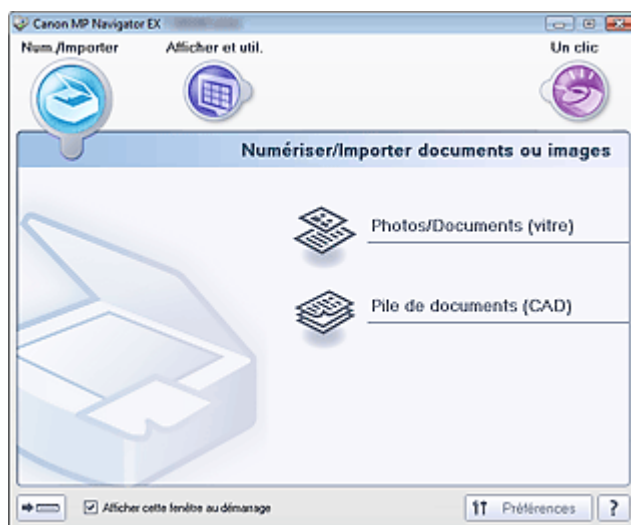 Canon MP Navigator EX
Num./Importer Afficher et util. Un clic
Numériser/Importer documents ou images
Photos/Documents (vitre)
Pile de documents (CAD)
Afficher cette fenêtre au démarrage Préférences ?